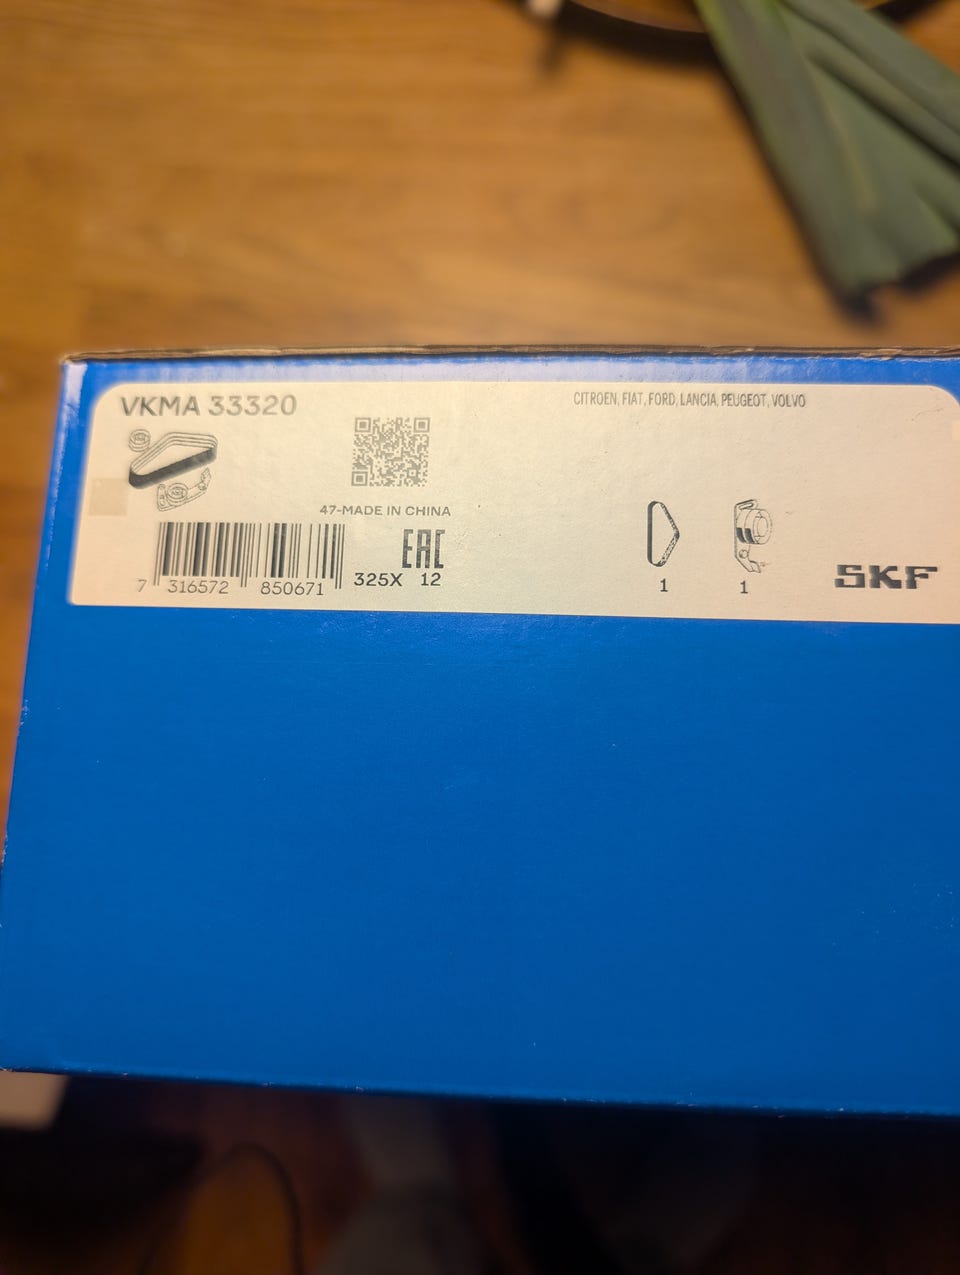 VKMA 33320
CITROEN, FIAT, FORD, LANCIA, PEUGEOT, VOLVO
47-MADE IN CHINA
EAC
325X 12
7 316572 850671
1
1
SKF